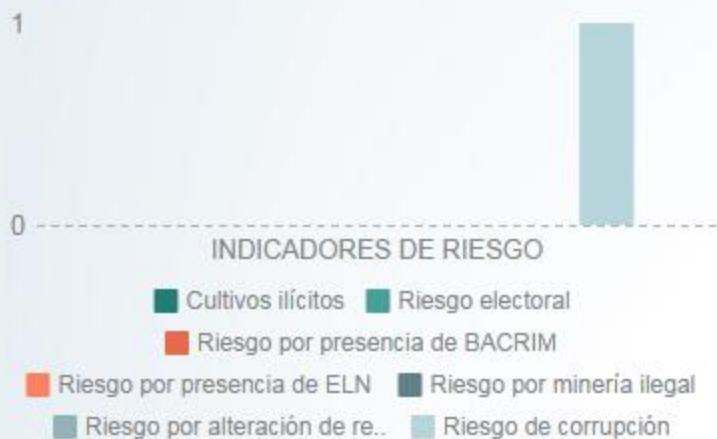 1
0
INDICADORES DE RIESGO
Cultivos ilícitos Riesgo electoral
Riesgo por presencia de BACRIM
Riesgo por presencia de ELN Riesgo por minería ilegal
Riesgo por alteración de re.. Riesgo de corrupción